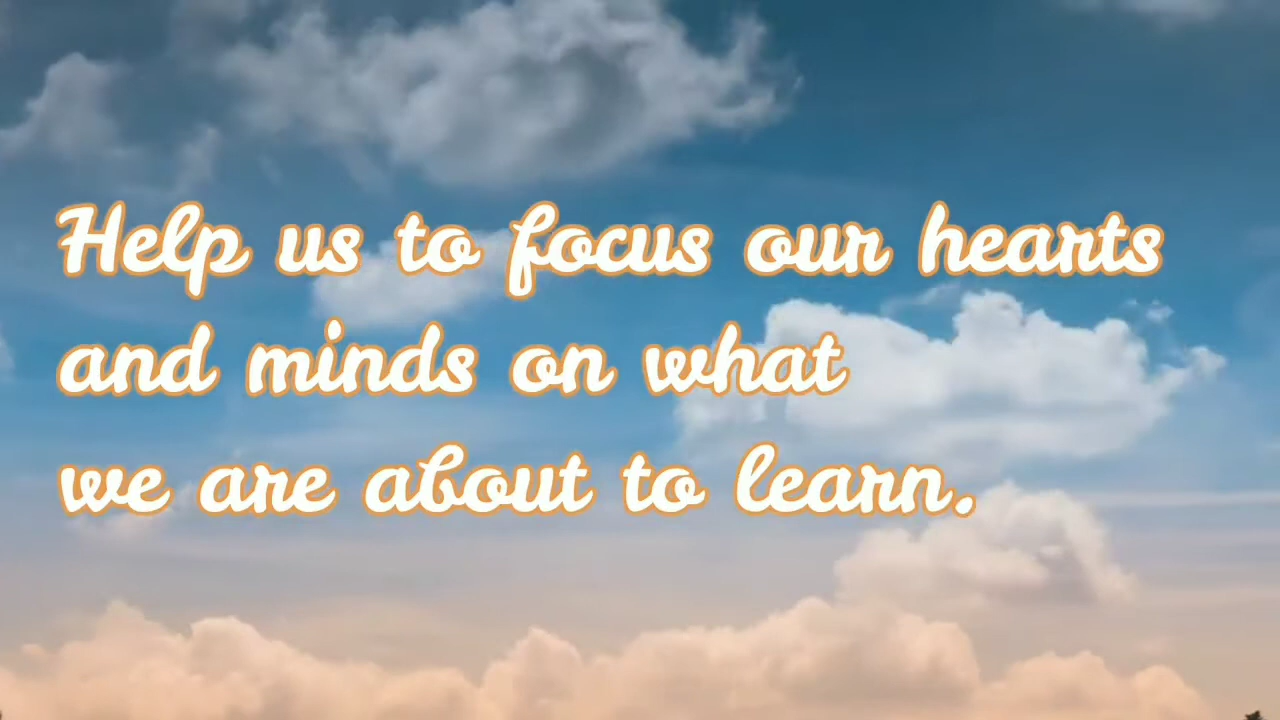 Help us to focus our hearts
and minds on what
we are about to learn.